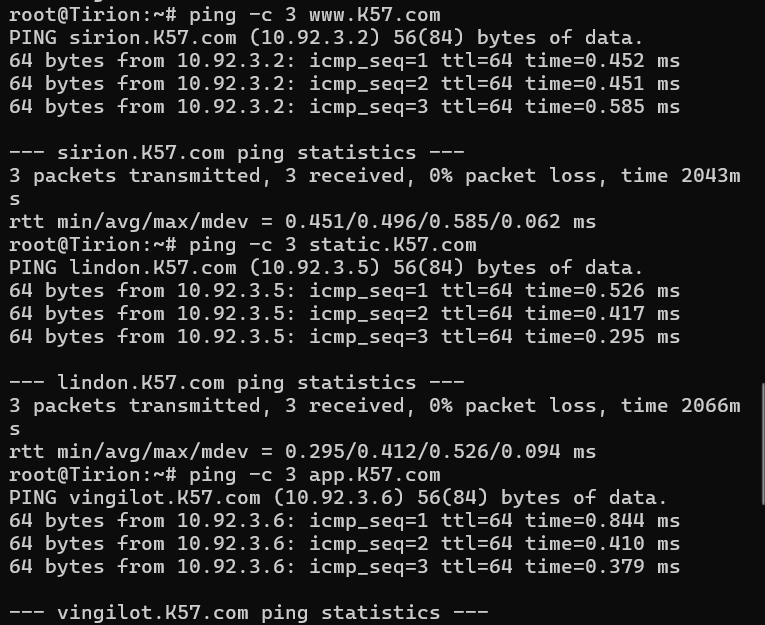 root@Tirion:~# ping -c 3 www.K57.com
PING sirion.K57.com (10.92.3.2) 56(84) bytes of data.
64 bytes from 10.92.3.2: icmp_seq=1 ttl=64 time=0.452 ms
64 bytes from 10.92.3.2: icmp_seq=2 ttl=64 time=0.451 ms
64 bytes from 10.92.3.2: icmp_seq=3 ttl=64 time=0.585 ms
--- sirion.K57.com ping statistics ---
3 packets transmitted, 3 received, 0% packet loss, time 2043m
s
rtt min/avg/max/mdev = 0.451/0.496/0.585/0.062 ms
root@Tirion:~# ping -c 3 static.K57.com
PING lindon.K57.com (10.92.3.5) 56(84) bytes of data.
64 bytes from 10.92.3.5: icmp_seq=1 ttl=64 time=0.526 ms
64 bytes from 10.92.3.5: icmp_seq=2 ttl=64 time=0.417 ms
64 bytes from 10.92.3.5: icmp_seq=3 ttl=64 time=0.295 ms
--- lindon.K57.com ping statistics ---
3 packets transmitted, 3 received, 0% packet loss, time 2066m
s
rtt min/avg/max/mdev = 0.295/0.412/0.526/0.094 ms
root@Tirion:~# ping -c 3 app.K57.com
PING vingilot.K57.com (10.92.3.6) 56(84) bytes of data.
64 bytes from 10.92.3.6: icmp_seq=1 ttl=64 time=0.844 ms
64 bytes from 10.92.3.6: icmp_seq=2 ttl=64 time=0.410 ms
64 bytes from 10.92.3.6: icmp_seq=3 ttl=64 time=0.379 ms
--- vingilot.K57.com ping statistics ---